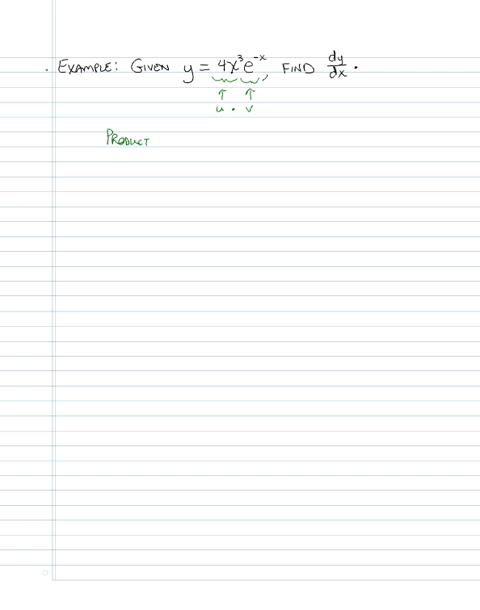 . EXAMPLE: GIVEN y = 4x³e⁻ˣ, FIND dy/dx.
↑ ↑
u · v
PRODUCT